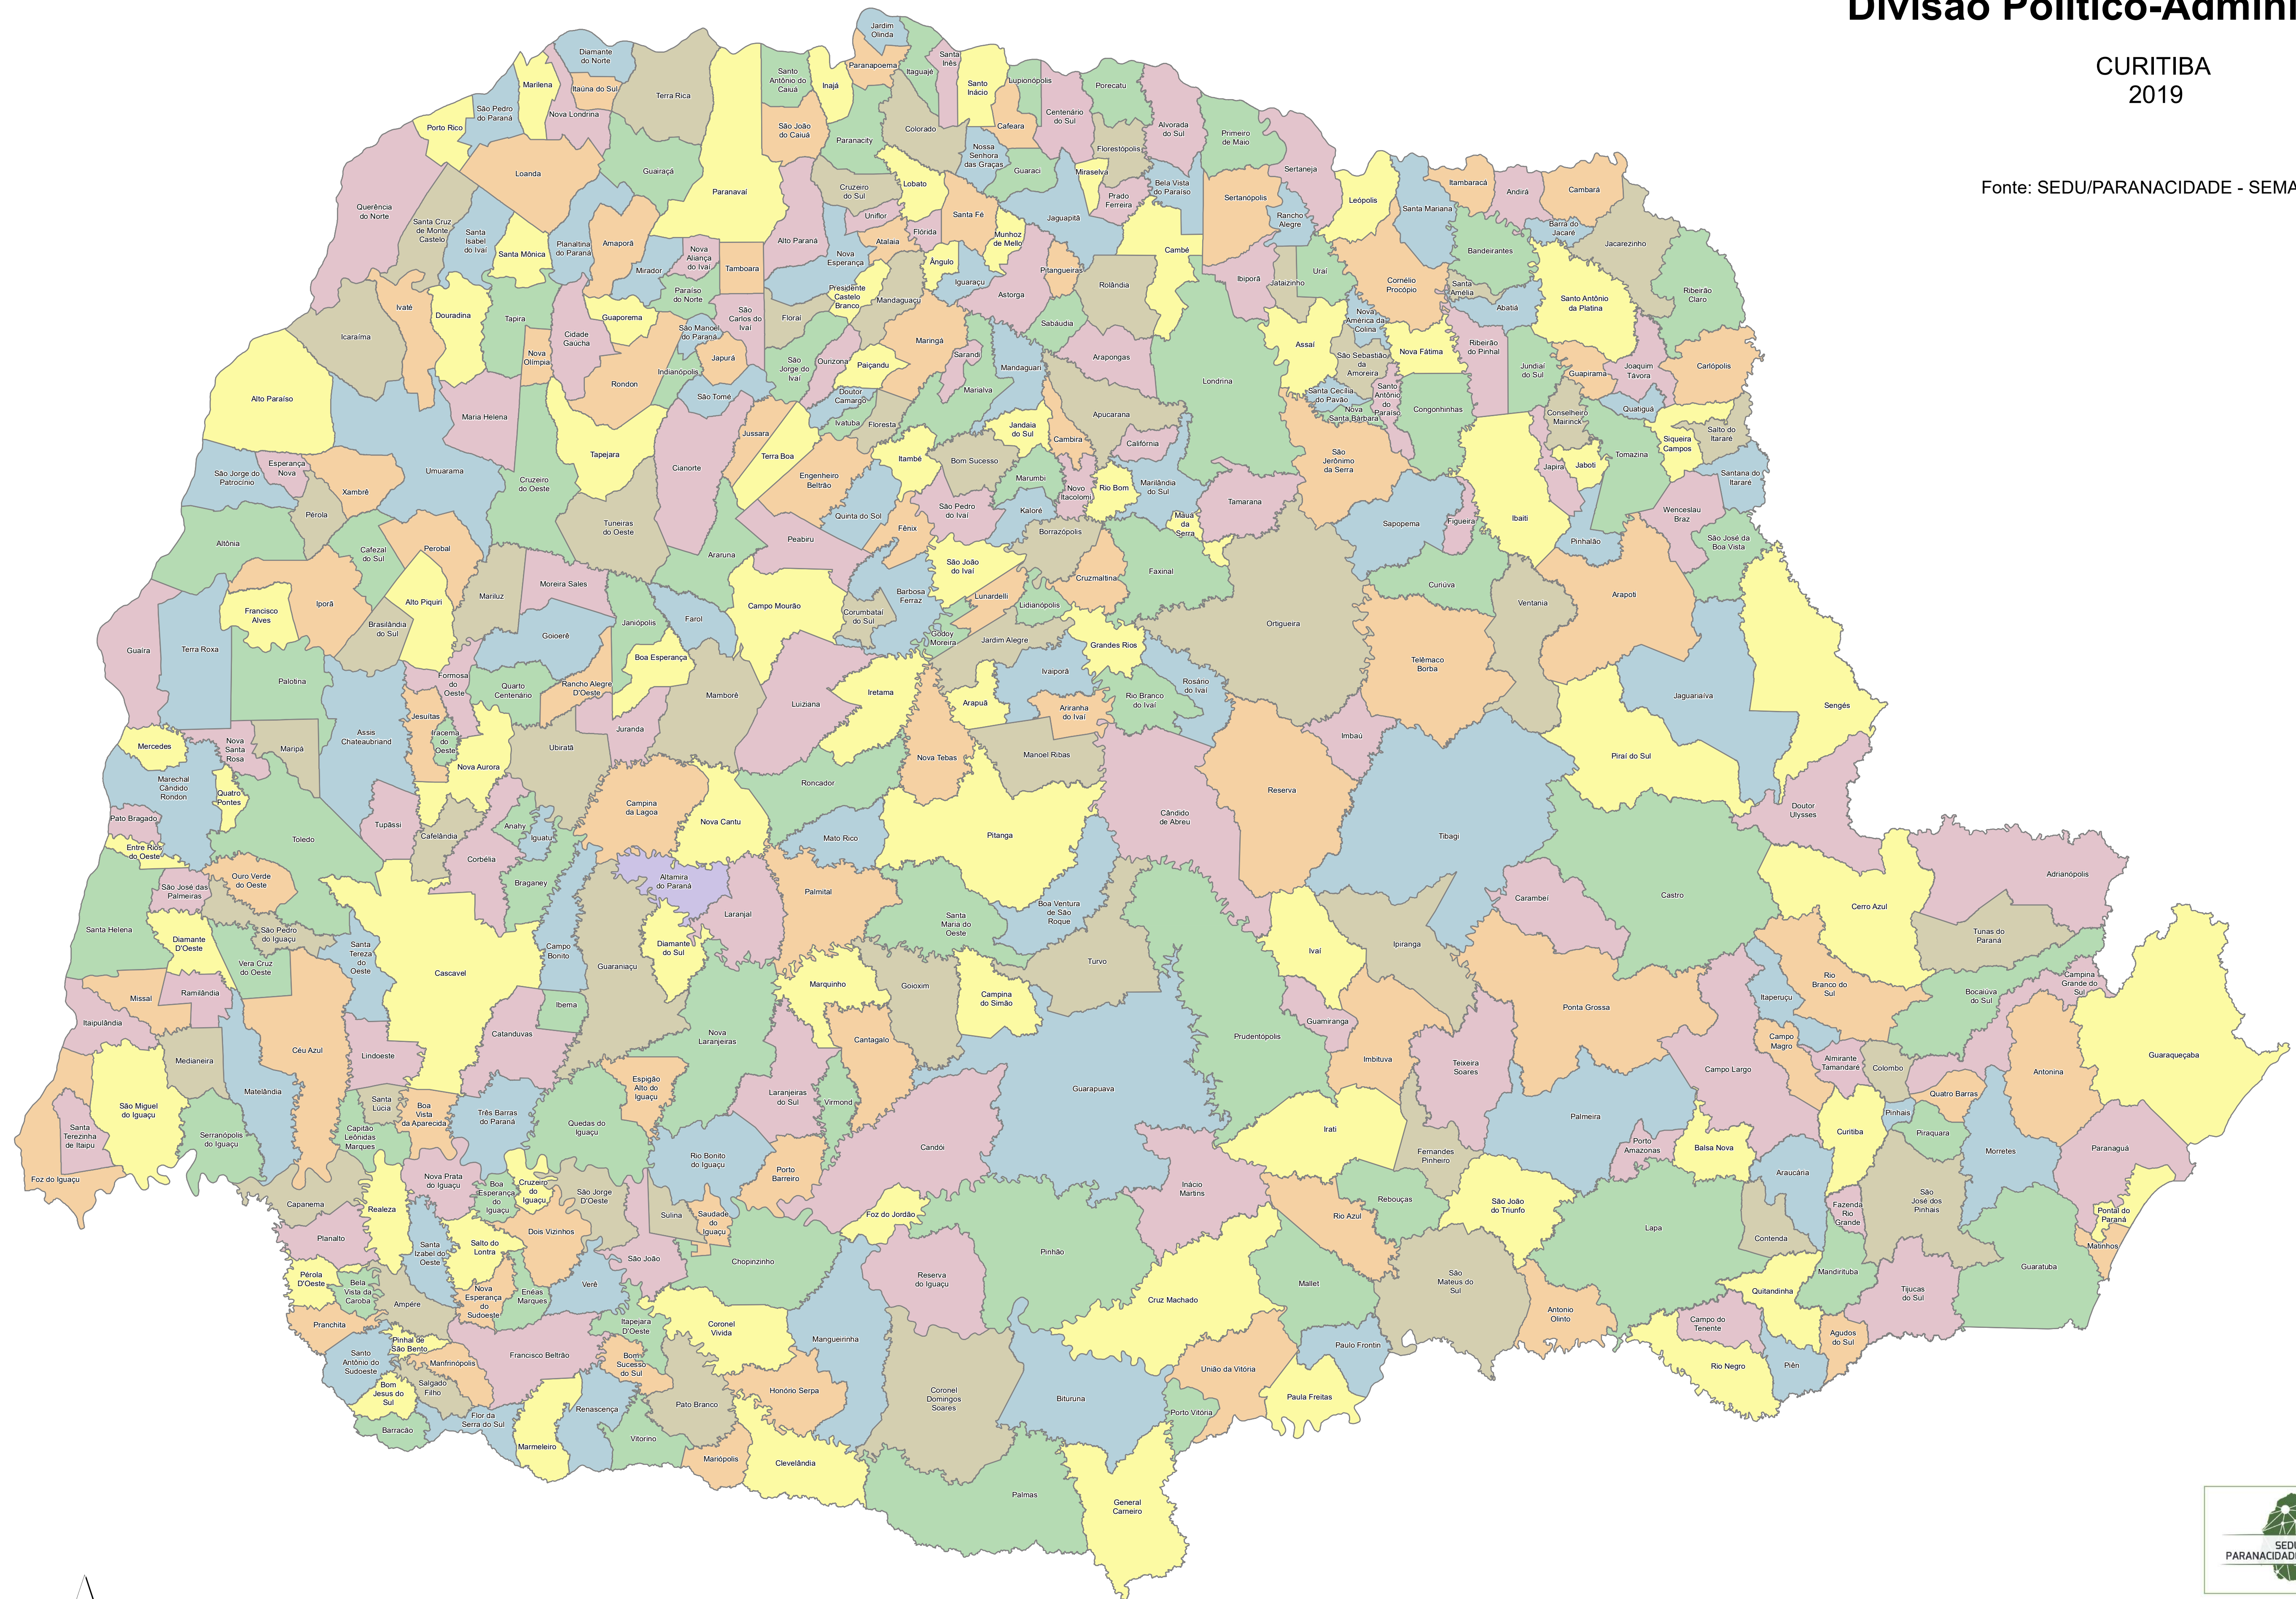 Divisão Político-Admini
CURITIBA
2019
Fonte: SEDU/PARANACIDADE - SEMA
Jardim
Olinda
Diamante
do Norte
Paranapoema
Santa
Inês
Itaguajé
Marilena
Itaúna do Sul
Terra Rica
Santo
Antônio do
Caiuá
Inajá
Santo
Inácio
Lupionópolis
Porecatu
São Pedro
do Paraná
Nova Londrina
Porto Rico
São João
do Caiuá
Paranacity
Colorado
Cafeara
Centenário
do Sul
Alvorada
do Sul
Primeiro
de Maio
Florestópolis
Nossa
Senhora
das Graças
Guaraci
Miraselva
Loanda
Guairaçá
Paranavaí
Cruzeiro
do Sul
Lobato
Bela Vista
do Paraíso
Prado
Ferreira
Sertanópolis
Sertaneja
Leópolis
Itambaracá
Andirá
Cambará
Santa Mariana
Querência
do Norte
Santa Cruz
de Monte
Castelo
Santa
Isabel
do Ivaí
Santa Mônica
Planaltina
do Paraná
Amaporã
Mirador
Nova
Aliança
do Ivaí
Tamboara
Alto Paraná
Uniflor
Nova
Esperança
Atalaia
Flórida
Santa Fé
Munhoz
de Mello
Jaguapitã
Cambé
Rancho
Alegre
Barra do
Jacaré
Jacarezinho
Bandeirantes
Ângulo
Iguaraçu
Astorga
Pitangueiras
Rolândia
Ibiporã
Jataizinho
Uraí
Cornélio
Procópio
Santa
Amélia
Abatiá
Santo Antônio
da Platina
Ribeirão
Claro
Icaraíma
Ivaté
Douradina
Tapira
Cidade
Gaúcha
Guaporema
Paraíso
do Norte
São
Carlos do
Ivaí
Presidente
Castelo
Branco
Mandaguaçu
Floraí
São Manoel
do Paraná
Japurá
Indianópolis
Rondon
Nova
Olímpia
São
Jorge do
Ivaí
Ourizona
Paiçandu
Maringá
Sarandi
Marialva
Mandaguari
Sabáudia
Arapongas
Londrina
Assaí
Nova
América da
Colina
São Sebastião
da
Amoreira
Nova Fátima
Ribeirão
do Pinhal
Jundiaí
do Sul
Guapirama
Joaquim
Távora
Carlópolis
Alto Paraíso
Maria Helena
São Tomé
Doutor
Camargo
Ivatuba
Floresta
Santa Cecília
do Pavão
Nova
Santa Bárbara
Santo
Antônio
do
Paraíso
Congonhinhas
Conselheiro
Mairinck
Quatiguá
Siqueira
Campos
Salto do
Itararé
Umuarama
Cruzeiro
do Oeste
Tapejara
Cianorte
Jussara
Terra Boa
Engenheiro
Beltrão
Itambé
Bom Sucesso
Jandaia
do Sul
Cambira
Apucarana
Califórnia
São
Jerônimo
da Serra
Ibaiti
Japira
Jaboti
Tomazina
Santana do
Itararé
São Jorge do
Patrocínio
Esperança
Nova
Xambrê
Pérola
Altônia
Cafezal
do Sul
Perobal
Tuneiras
do Oeste
Araruna
Peabiru
Quinta do Sol
Fênix
São Pedro
do Ivaí
Marumbi
Kaloré
Novo
Itacolomi
Rio Bom
Marilândia
do Sul
Mauá
da
Serra
Tamarana
Sapopema
Figueira
Pinhalão
Wenceslau
Braz
São José da
Boa Vista
Borrazópolis
Guaíra
Terra Roxa
Francisco
Alves
Iporã
Brasilândia
do Sul
Alto Piquiri
Mariluz
Moreira Sales
Goioerê
Janiópolis
Farol
Campo Mourão
Corumbataí
do Sul
Barbosa
Ferraz
São João
do Ivaí
Lunardelli
Lidianópolis
Cruzmaltina
Faxinal
Ortigueira
Curiúva
Ventania
Arapoti
Godoy
Moreira
Jardim Alegre
Grandes Rios
Telêmaco
Borba
Jaguariaíva
Sengés
Palotina
Formosa
do
Oeste
Quarto
Centenário
Rancho Alegre
D'Oeste
Boa Esperança
Mamborê
Luiziana
Iretama
Arapuã
Ivaiporã
Ariranha
do Ivaí
Rio Branco
do Ivaí
Rosário
do Ivaí
Mercedes
Nova
Santa
Rosa
Maripá
Assis
Chateaubriand
Jesuítas
Iracema
do
Oeste
Nova Aurora
Ubiratã
Juranda
Roncador
Nova Tebas
Manoel Ribas
Reserva
Imbaú
Piraí do Sul
Marechal
Cândido
Rondon
Quatro
Pontes
Pato Bragado
Toledo
Tupãssi
Cafelândia
Anahy
Iguatu
Corbélia
Campina
da Lagoa
Nova Cantu
Mato Rico
Pitanga
Cândido
de Abreu
Tibagi
Doutor
Ulysses
Entre Rios
do Oeste
São José das
Palmeiras
Ouro Verde
do Oeste
Braganey
Altamira
do Paraná
Laranjal
Palmital
Santa
Maria do
Oeste
Boa Ventura
de São
Roque
Carambeí
Castro
Cerro Azul
Adrianópolis
Santa Helena
Diamante
D'Oeste
São Pedro
do Iguaçu
Vera Cruz
do Oeste
Santa
Tereza
do
Oeste
Cascavel
Campo
Bonito
Guaraniaçu
Diamante
do Sul
Turvo
Ivaí
Ipiranga
Tunas do
Paraná
Missal
Ramilândia
Itaipulândia
Ibema
Catanduvas
Marquinho
Goioxim
Campina
do Simão
Guamiranga
Ponta Grossa
Itaperuçu
Rio
Branco do
Sul
Bocaiúva
do Sul
Campina
Grande do
Sul
Medianeira
Céu Azul
Lindoeste
Nova
Laranjeiras
Cantagalo
Prudentópolis
Imbituva
Teixeira
Soares
Campo Largo
Campo
Magro
Almirante
Tamandaré
Colombo
Quatro Barras
Antonina
Guaraqueçaba
São Miguel
do Iguaçu
Matelândia
Santa
Lúcia
Boa
Vista
da Aparecida
Três Barras
do Paraná
Espigão
Alto do
Iguaçu
Quedas do
Iguaçu
Laranjeiras
do Sul
Virmond
Guarapuava
Palmeira
Santa
Terezinha
de Itaipu
Serranópolis
do Iguaçu
Capitão
Leônidas
Marques
Candói
Irati
Fernandes
Pinheiro
Porto
Amazonas
Balsa Nova
Curitiba
Pinhais
Piraquara
Morretes
Paranaguá
Foz do Iguaçu
Nova Prata
do Iguaçu
Boa
Esperança
do
Iguaçu
Cruzeiro
do
Iguaçu
São Jorge
D'Oeste
Rio Bonito
do Iguaçu
Porto
Barreiro
Inácio
Martins
Rebouças
São João
do Triunfo
Araucária
Capanema
Realeza
Planalto
Sulina
Saudade
do
Iguaçu
Foz do Jordão
Rio Azul
Lapa
Contenda
Fazenda
Rio
Grande
São
José dos
Pinhais
Pontal do
Paraná
Matinhos
Santa
Izabel do
Oeste
Salto do
Lontra
Dois Vizinhos
São João
Chopinzinho
Pinhão
Pérola
D'Oeste
Bela
Vista da
Caroba
Ampére
Nova
Esperança
do
Sudoeste
Enéas
Marques
Verê
Reserva
do Iguaçu
Cruz Machado
Mallet
São
Mateus do
Sul
Antonio
Olinto
Quitandinha
Mandirituba
Tijucas
do Sul
Guaratuba
Pranchita
Pinhal de
São Bento
Santo
Antônio do
Sudoeste
Manfrinópolis
Francisco Beltrão
Itapejara
D'Oeste
Bom
Sucesso
do Sul
Coronel
Vivida
Mangueirinha
Paulo Frontin
Campo do
Tenente
Agudos
do Sul
Rio Negro
Piên
Bom
Jesus do
Sul
Salgado
Filho
Flor da
Serra do Sul
Barracão
Marmeleiro
Renascença
Vitorino
Pato Branco
Honório Serpa
Coronel
Domingos
Soares
Bituruna
União da Vitória
Porto Vitória
Paula Freitas
Mariópolis
Clevelândia
Palmas
General
Carneiro
SEDU
PARANACIDADE